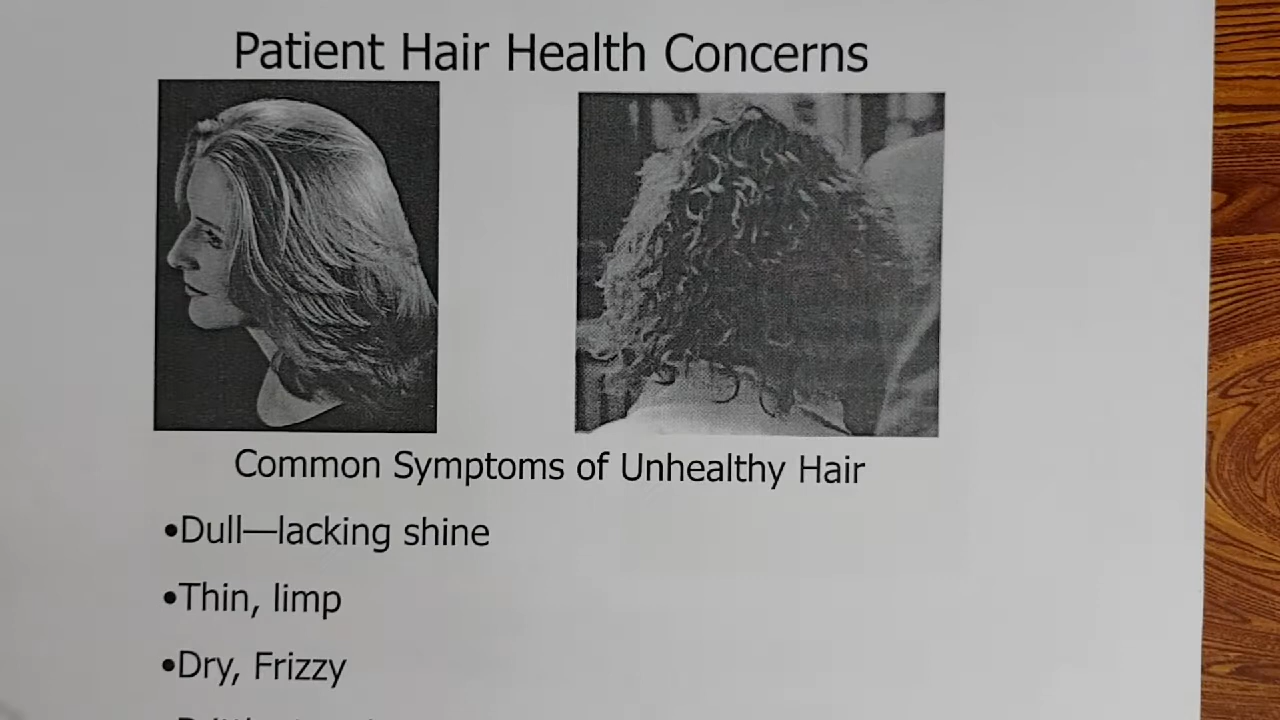 Patient Hair Health Concerns
Common Symptoms of Unhealthy Hair
•Dull—lacking shine
•Thin, limp
•Dry, Frizzy